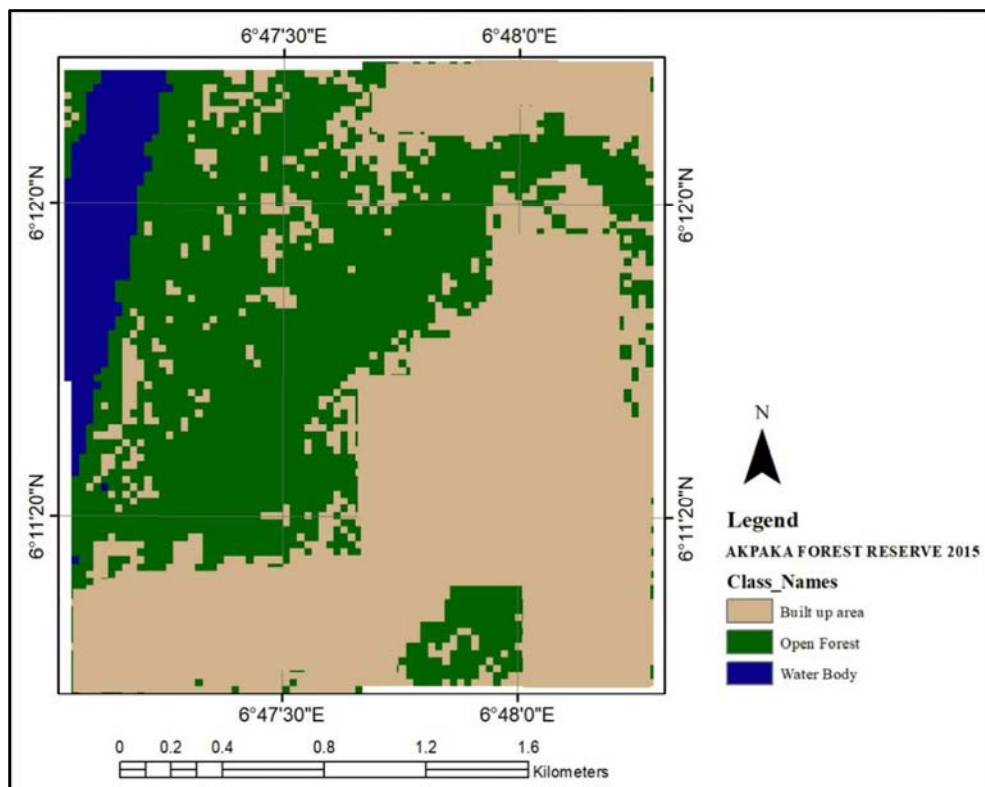 6°47'30"E
6°48'0"E
6°12'0"N
6°12'0"N
6°11'20"N
6°11'20"N
N
Legend
AKPAKA FOREST RESERVE 2015
Class_Names
Built up area
Open Forest
Water Body
6°47'30"E
6°48'0"E
0 0.2 0.4 0.8 1.2 1.6
Kilometers